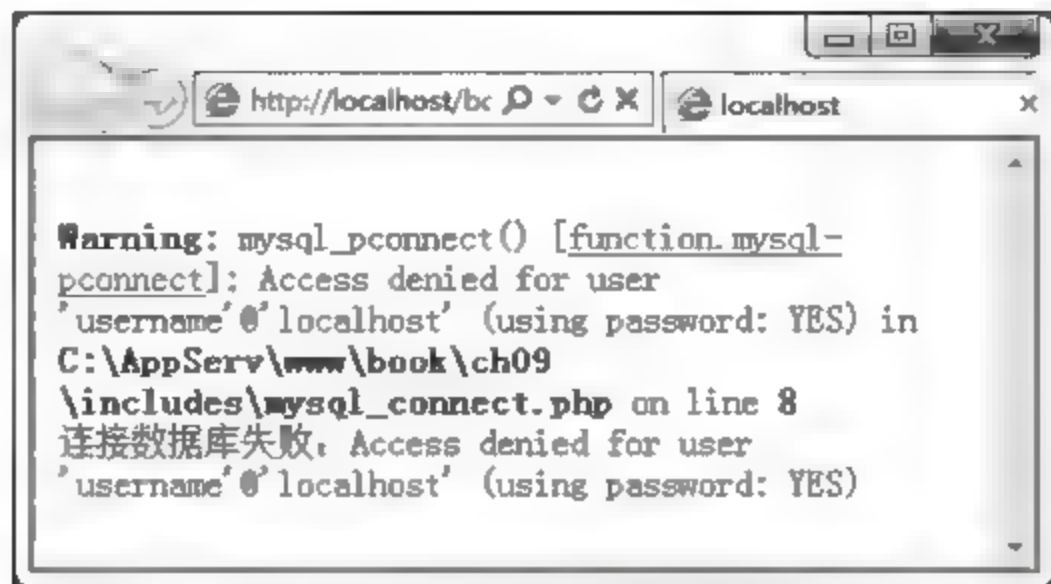 http://localhost/bc
localhost
Warning: mysql_pconnect() [function.mysql-
pconnect]: Access denied for user
'username'@'localhost' (using password: YES) in
C:\AppServ\www\book\ch09
\includes\mysql_connect.php on line 8
连接数据库失败：Access denied for user
'username'@'localhost' (using password: YES)